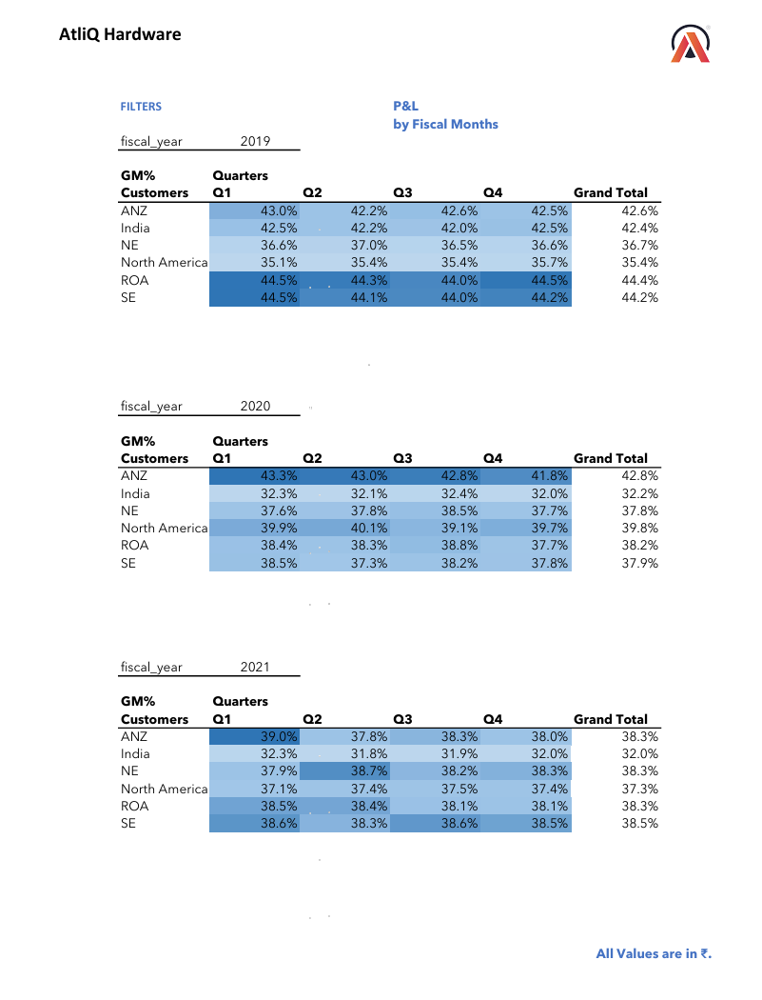 AtliQ Hardware
FILTERS P&L
by Fiscal Months
fiscal_year 2019
GM% Quarters
Customers Q1 Q2 Q3 Q4 Grand Total
ANZ 43.0% 42.2% 42.6% 42.5% 42.6%
India 42.5% 42.2% 42.0% 42.5% 42.4%
NE 36.6% 37.0% 36.5% 36.6% 36.7%
North America 35.1% 35.4% 35.4% 35.7% 35.4%
ROA 44.5% 44.3% 44.0% 44.5% 44.4%
SE 44.5% 44.1% 44.0% 44.2% 44.2%
fiscal_year 2020
GM% Quarters
Customers Q1 Q2 Q3 Q4 Grand Total
ANZ 43.3% 43.0% 42.8% 41.8% 42.8%
India 32.3% 32.1% 32.4% 32.0% 32.2%
NE 37.6% 37.8% 38.5% 37.7% 37.8%
North America 39.9% 40.1% 39.1% 39.7% 39.8%
ROA 38.4% 38.3% 38.8% 37.7% 38.2%
SE 38.5% 37.3% 38.2% 37.8% 37.9%
fiscal_year 2021
GM% Quarters
Customers Q1 Q2 Q3 Q4 Grand Total
ANZ 39.0% 37.8% 38.3% 38.0% 38.3%
India 32.3% 31.8% 31.9% 32.0% 32.0%
NE 37.9% 38.7% 38.2% 38.3% 38.3%
North America 37.1% 37.4% 37.5% 37.4% 37.3%
ROA 38.5% 38.4% 38.1% 38.1% 38.3%
SE 38.6% 38.3% 38.6% 38.5% 38.5%
All Values are in ₹.